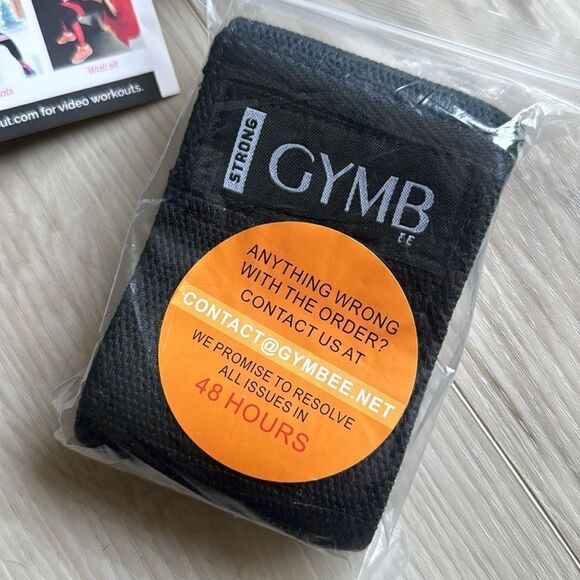 Wall sit
ut.com for video workouts.
STRONG
GYMB
EE
ANYTHING WRONG
WITH THE ORDER?
CONTACT US AT
CONTACT@GYMBEE.NET
WE PROMISE TO RESOLVE
ALL ISSUES IN
48 HOURS